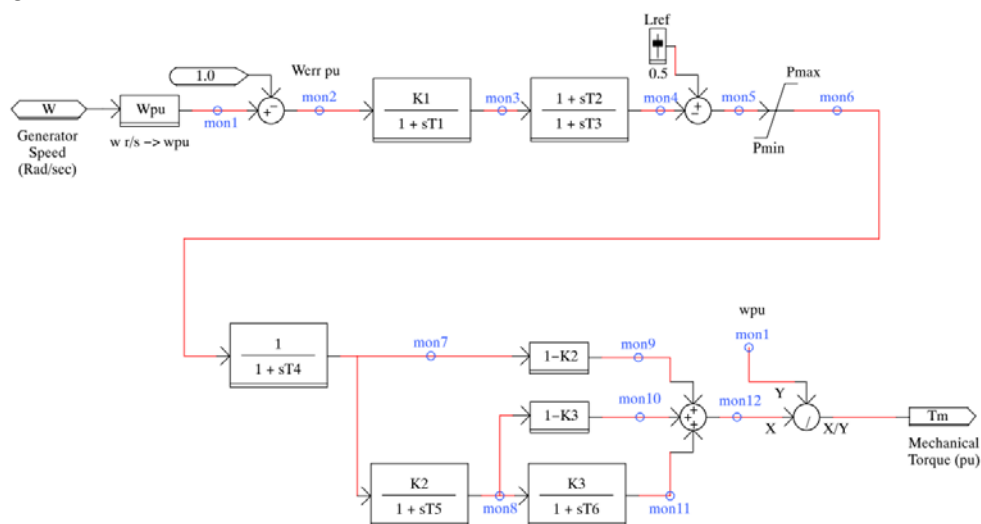 Lref
1.0
Werr pu
0.5
Pmax
W
Wpu
+
−
mon1
mon2
K1
1 + sT1
mon3
1 + sT2
1 + sT3
mon4
+
−
mon5
mon6
Pmin
Generator
Speed
(Rad/sec)
w r/s −> wpu
wpu
mon1
1
1 + sT4
mon7
1−K2
mon9
Y
mon10
1−K3
+
+
+
mon12
X
/
X/Y
Tm
Mechanical
Torque (pu)
K2
1 + sT5
mon8
K3
1 + sT6
mon11